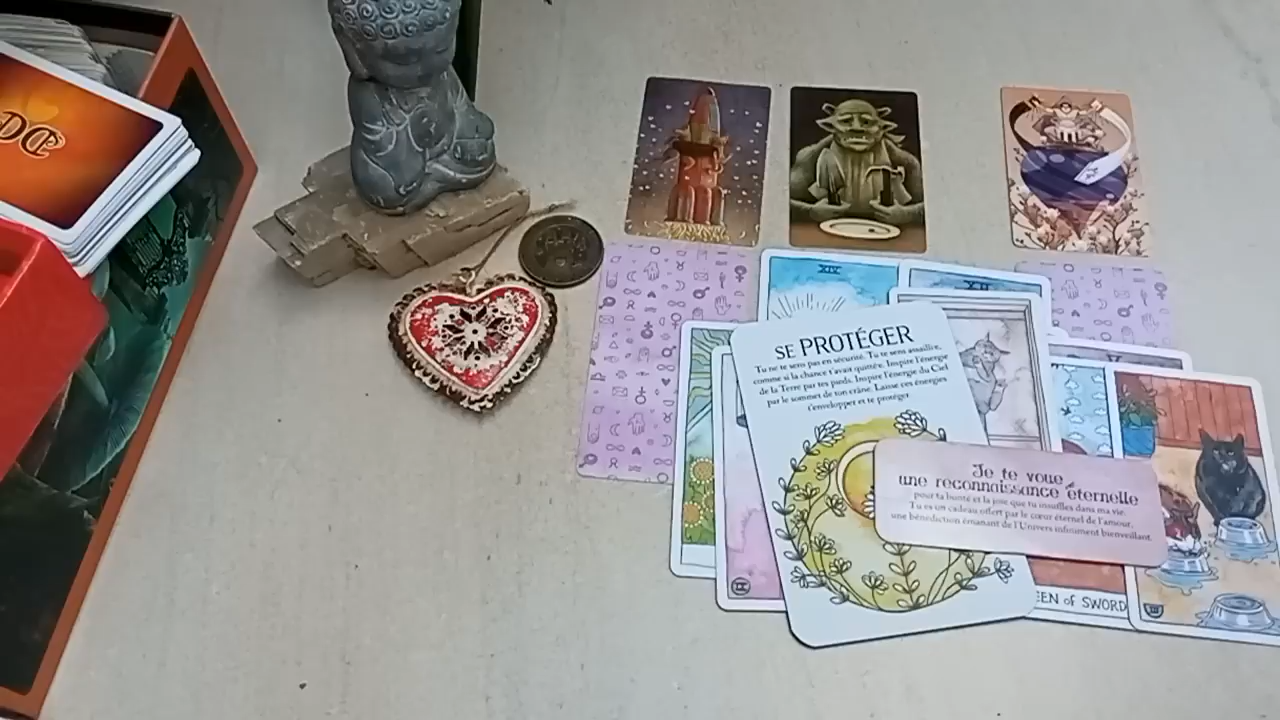 XIV
XII
V
SE PROTÉGER
Tu ne te sens pas en sécurité. Tu te sens assaillie,
comme si la chance t'avait quittée. Inspire l'énergie
de la Terre par tes pieds. Inspire l'énergie du Ciel
par le sommet de ton crâne. Laisse ces énergies
t'envelopper et te protéger.
Je te voue
une reconnaissance éternelle
pour ta bonté et la joie que tu insuffles dans ma vie.
Tu es un cadeau offert par le cœur éternel de l'amour,
une bénédiction émanant de l'Univers infiniment bienveillant.
EEN of SWORD